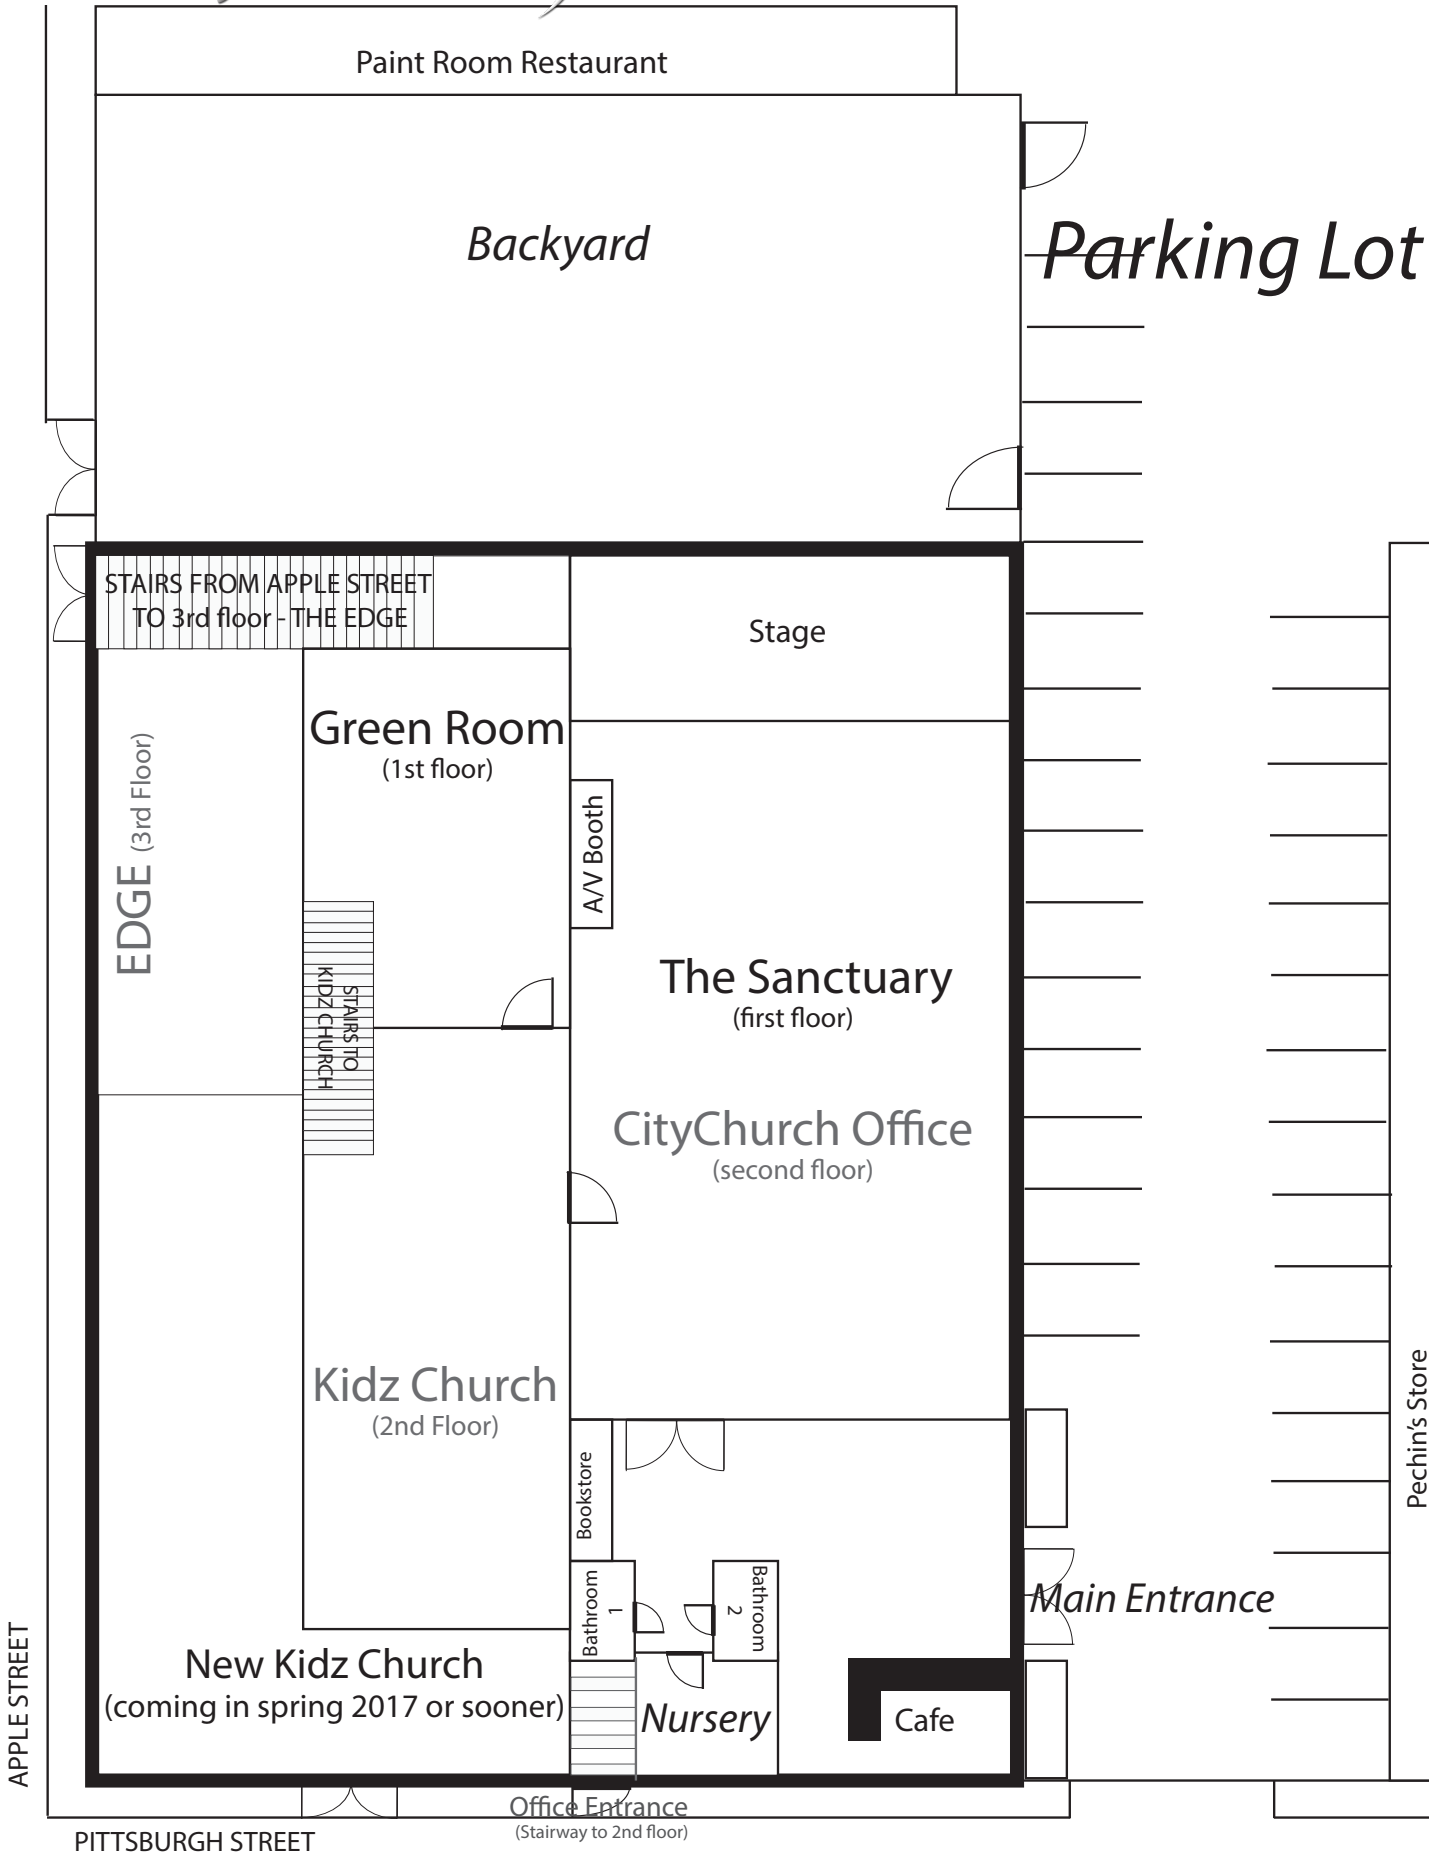 Paint Room Restaurant
Backyard
Parking Lot
STAIRS FROM APPLE STREET
TO 3rd floor - THE EDGE
Stage
Green Room
(1st floor)
EDGE (3rd Floor)
A/V Booth
STAIRS TO
KIDZ CHURCH
The Sanctuary
(first floor)
CityChurch Office
(second floor)
Kidz Church
(2nd Floor)
Pechin's Store
Bookstore
Bathroom
1
Bathroom
2
Main Entrance
New Kidz Church
(coming in spring 2017 or sooner)
Nursery
Cafe
APPLE STREET
Office Entrance
(Stairway to 2nd floor)
PITTSBURGH STREET